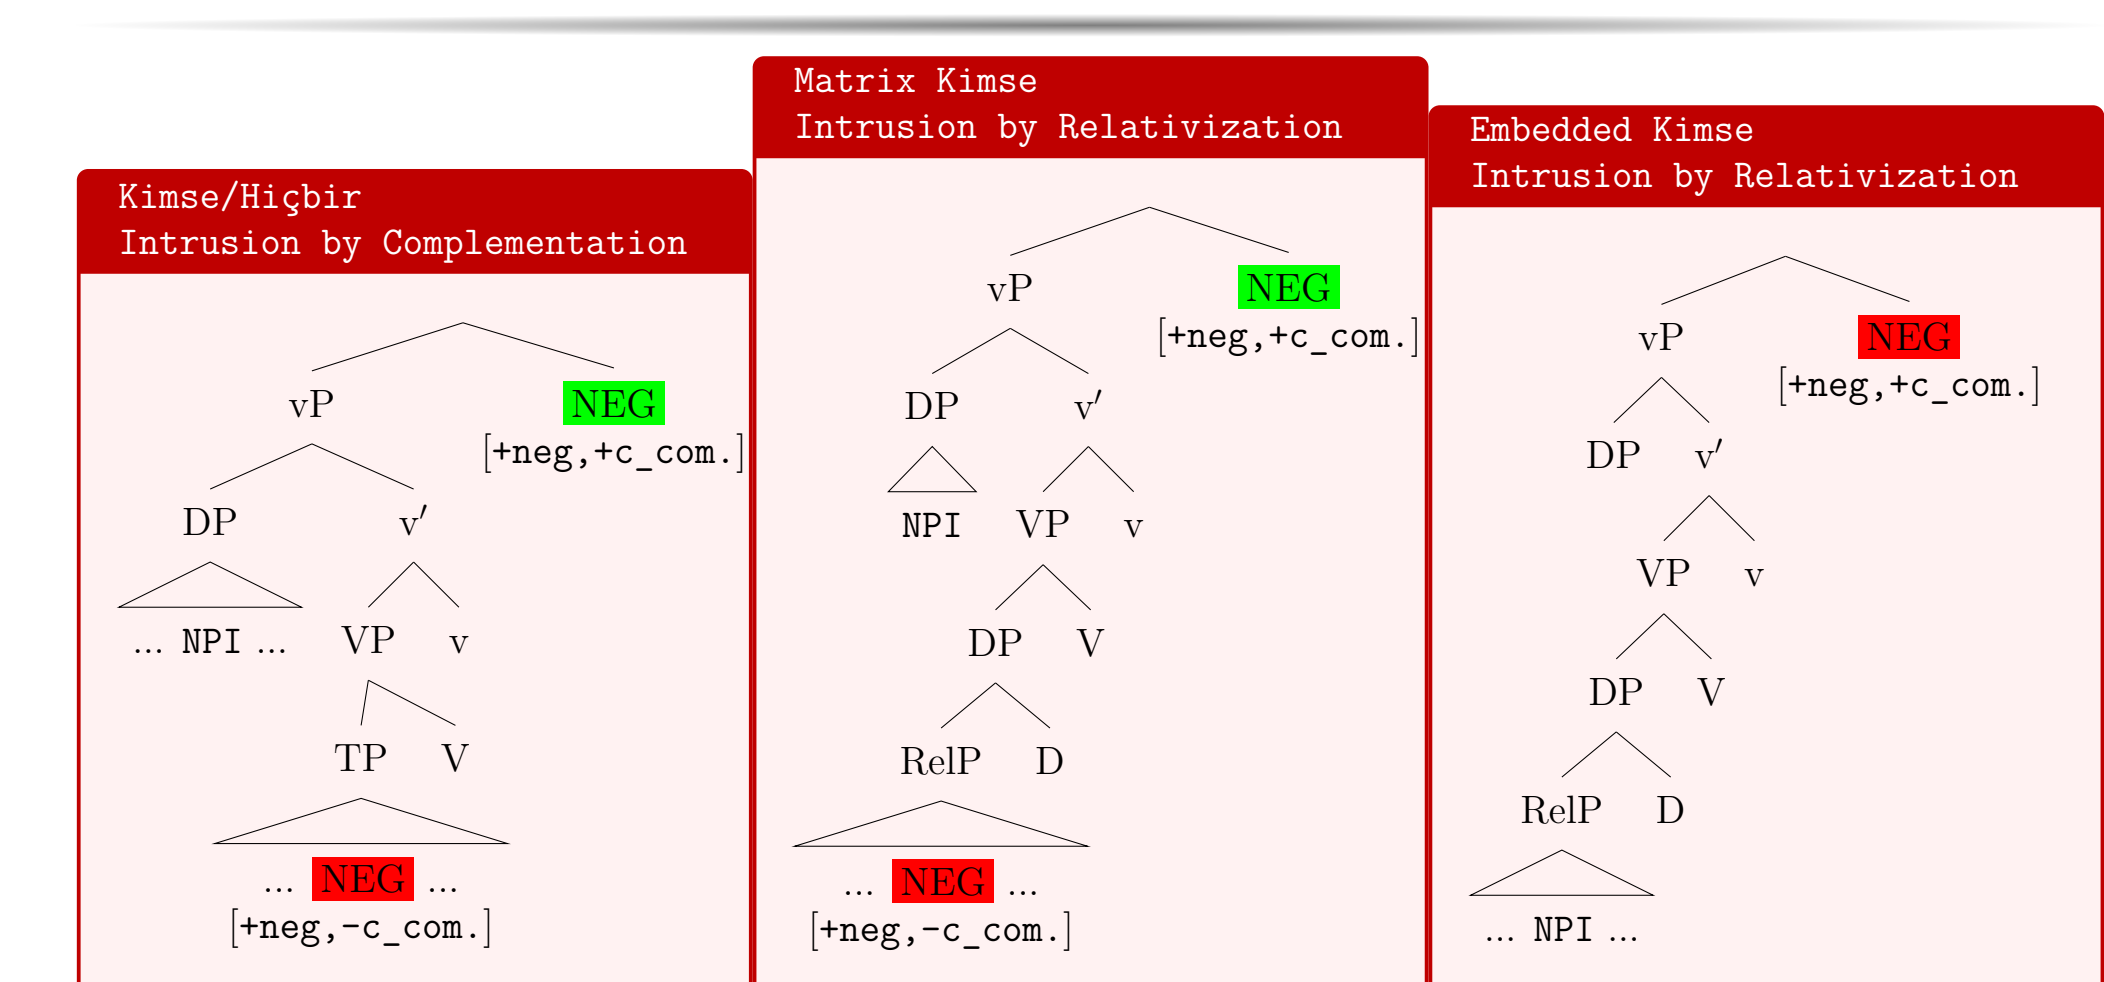 Kimse/Hiçbir
Intrusion by Complementation
vP
NEG
[+neg,+c_com.]
DP
v′
... NPI ...
VP
v
TP
V
... NEG ...
[+neg,-c_com.]
Matrix Kimse
Intrusion by Relativization
vP
NEG
[+neg,+c_com.]
DP
v′
NPI
VP
v
DP
V
RelP
D
... NEG ...
[+neg,-c_com.]
Embedded Kimse
Intrusion by Relativization
vP
NEG
[+neg,+c_com.]
DP
v′
VP
v
DP
V
RelP
D
... NPI ...